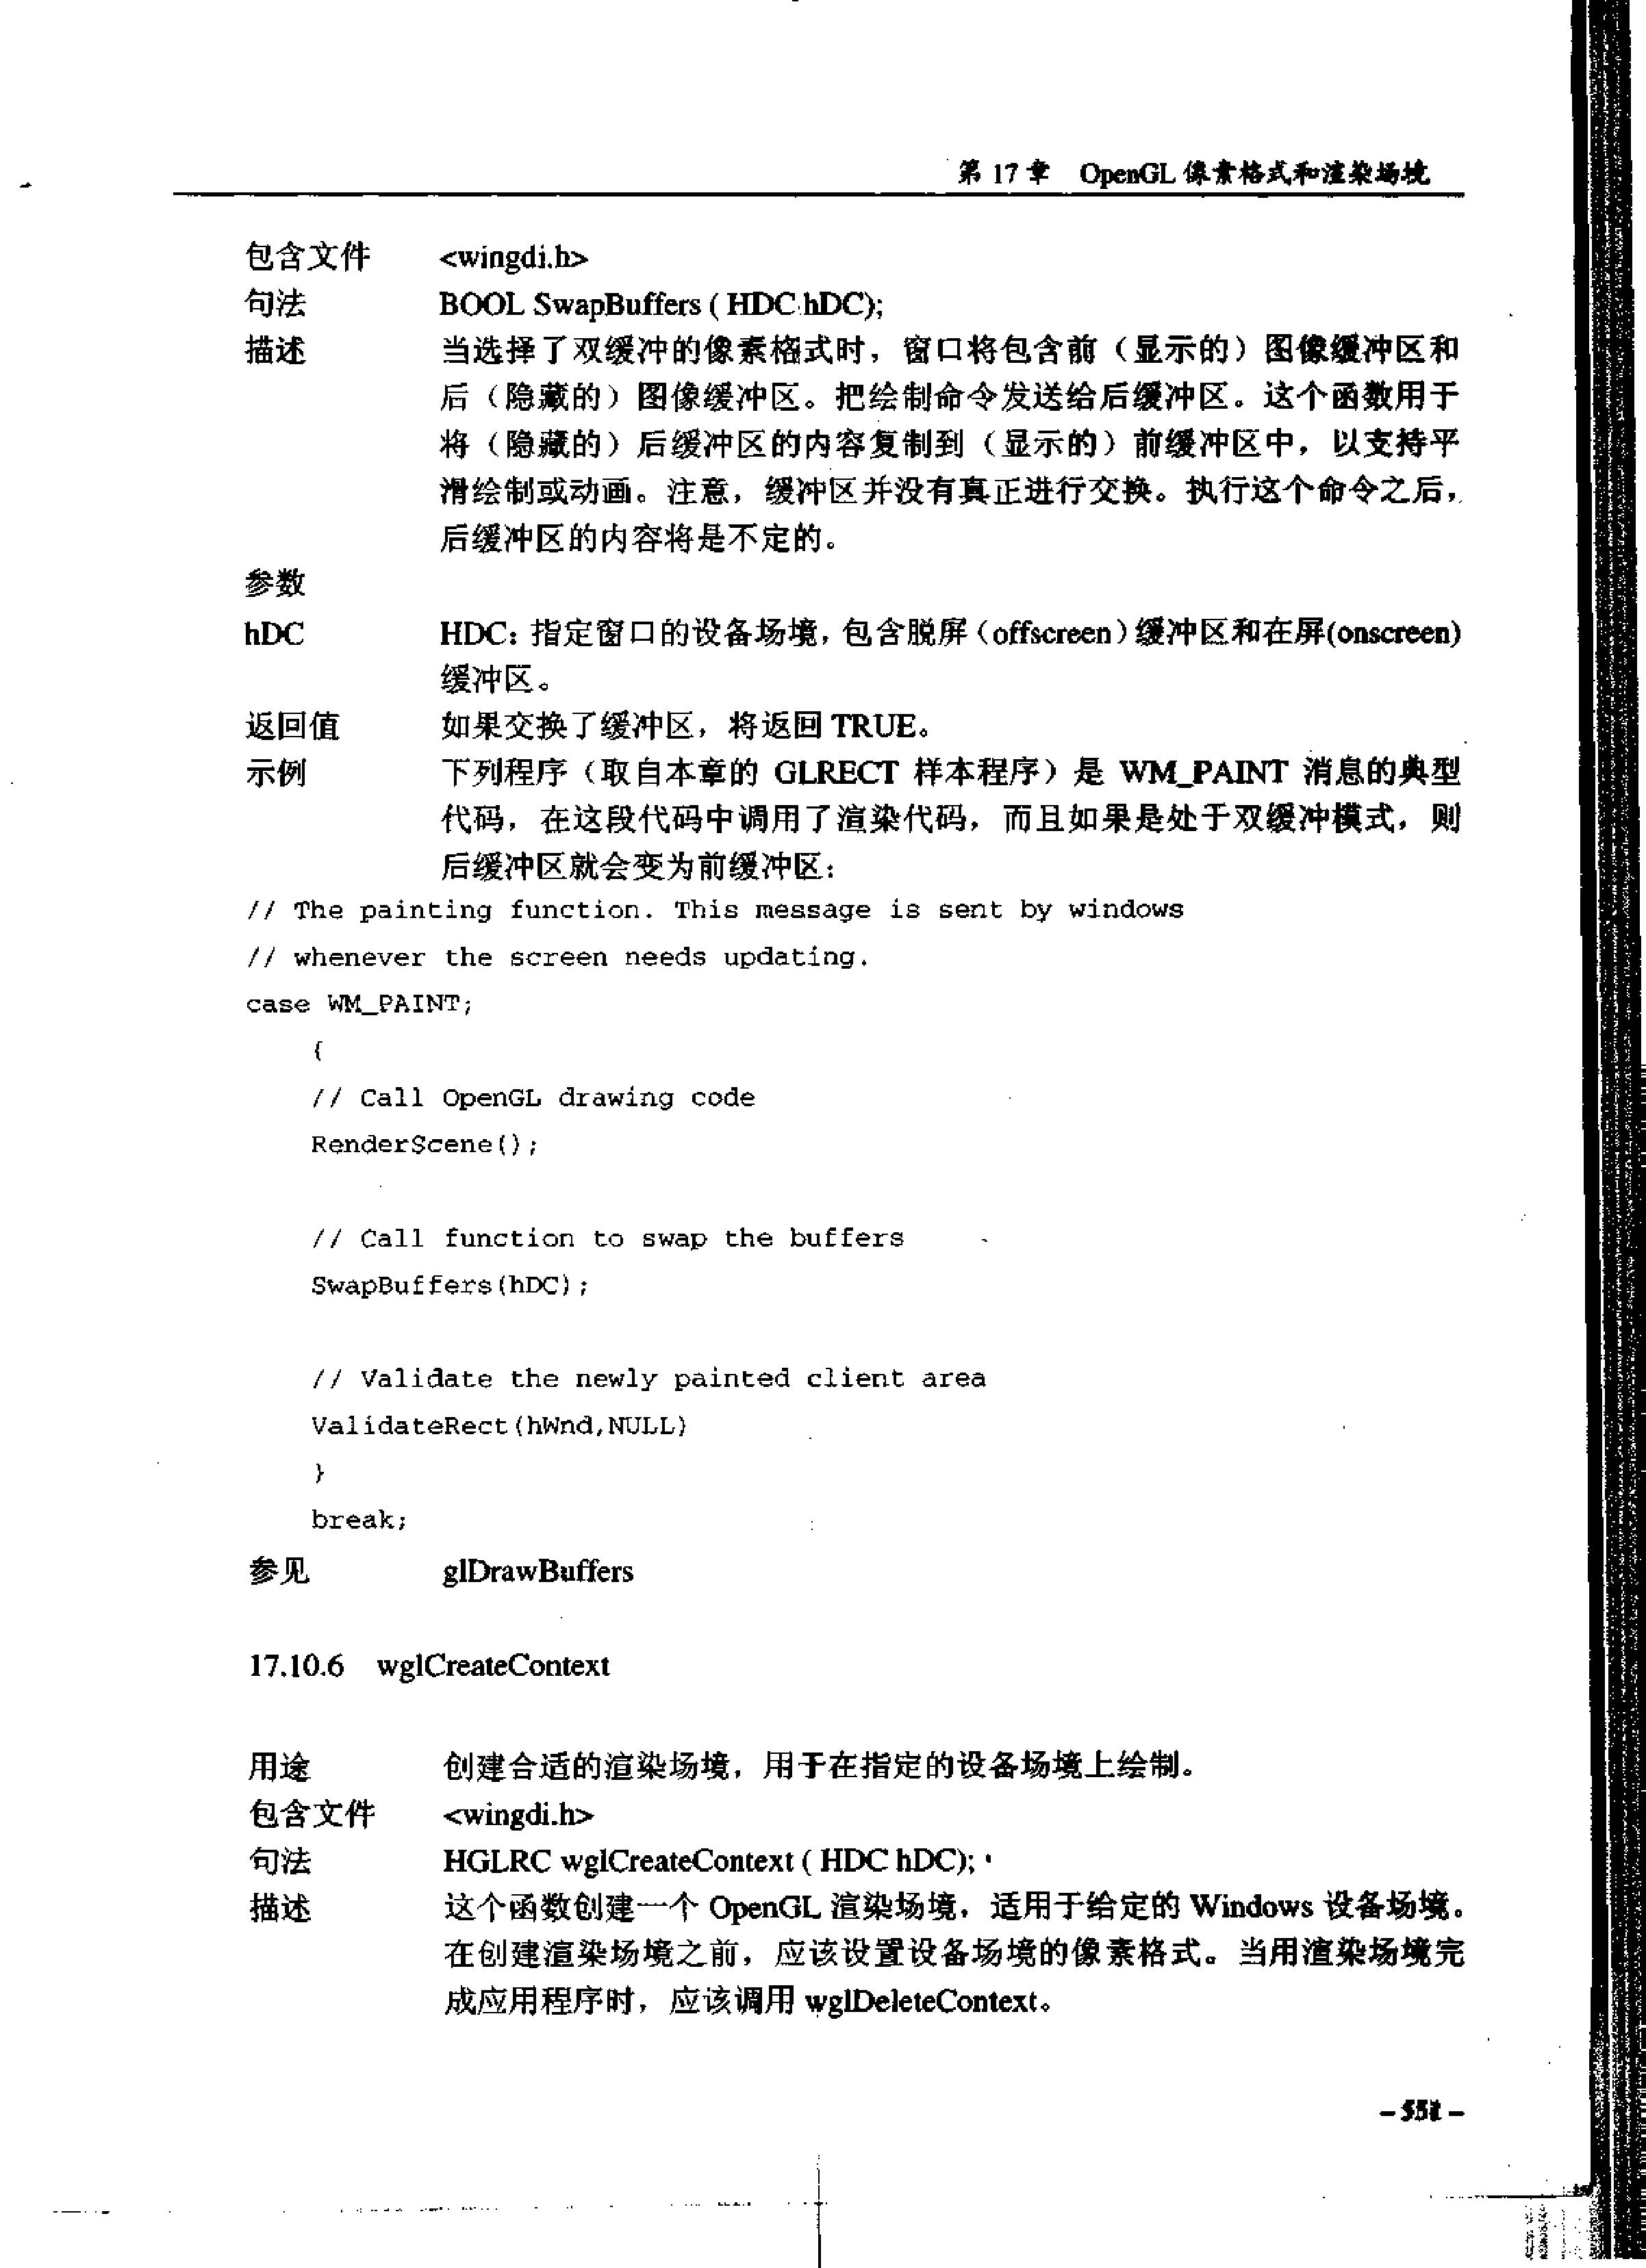 第 17 章 OpenGL 像素格式和渲染场境
包含文件 <wingdi.h>
句法 BOOL SwapBuffers ( HDC hDC);
描述 当选择了双缓冲的像素格式时，窗口将包含前（显示的）图像缓冲区和
后（隐藏的）图像缓冲区。把绘制命令发送给后缓冲区。这个函数用于
将（隐藏的）后缓冲区的内容复制到（显示的）前缓冲区中，以支持平
滑绘制或动画。注意，缓冲区并没有真正进行交换。执行这个命令之后，
后缓冲区的内容将是不定的。
参数
hDC HDC：指定窗口的设备场境，包含脱屏（offscreen）缓冲区和在屏(onscreen)
缓冲区。
返回值 如果交换了缓冲区，将返回 TRUE。
示例 下列程序（取自本章的 GLRECT 样本程序）是 WM_PAINT 消息的典型
代码，在这段代码中调用了渲染代码，而且如果是处于双缓冲模式，则
后缓冲区就会变为前缓冲区：
// The painting function. This message is sent by windows
// whenever the screen needs updating.
case WM_PAINT;
{
// Call OpenGL drawing code
RenderScene();
// Call function to swap the buffers
SwapBuffers(hDC);
// Validate the newly painted client area
ValidateRect(hWnd,NULL)
}
break;
参见 glDrawBuffers
17.10.6 wglCreateContext
用途 创建合适的渲染场境，用于在指定的设备场境上绘制。
包含文件 <wingdi.h>
句法 HGLRC wglCreateContext ( HDC hDC);
描述 这个函数创建一个 OpenGL 渲染场境，适用于给定的 Windows 设备场境。
在创建渲染场境之前，应该设置设备场境的像素格式。当用渲染场境完
成应用程序时，应该调用 wglDeleteContext。